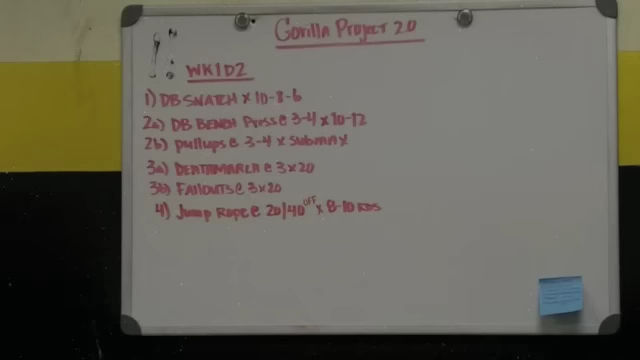 Gorilla Project 2.0
WK1D2
1) DB SNATCH x 10-8-6
2a) DB BENCH Press @ 3-4 x 10-12
2b) pullups @ 3-4 x submax
3a) DEATHMARCH @ 3x20
3b) FALLOUTS @ 3x20
4) Jump Rope @ 20/40 OFF x 8-10 RDS